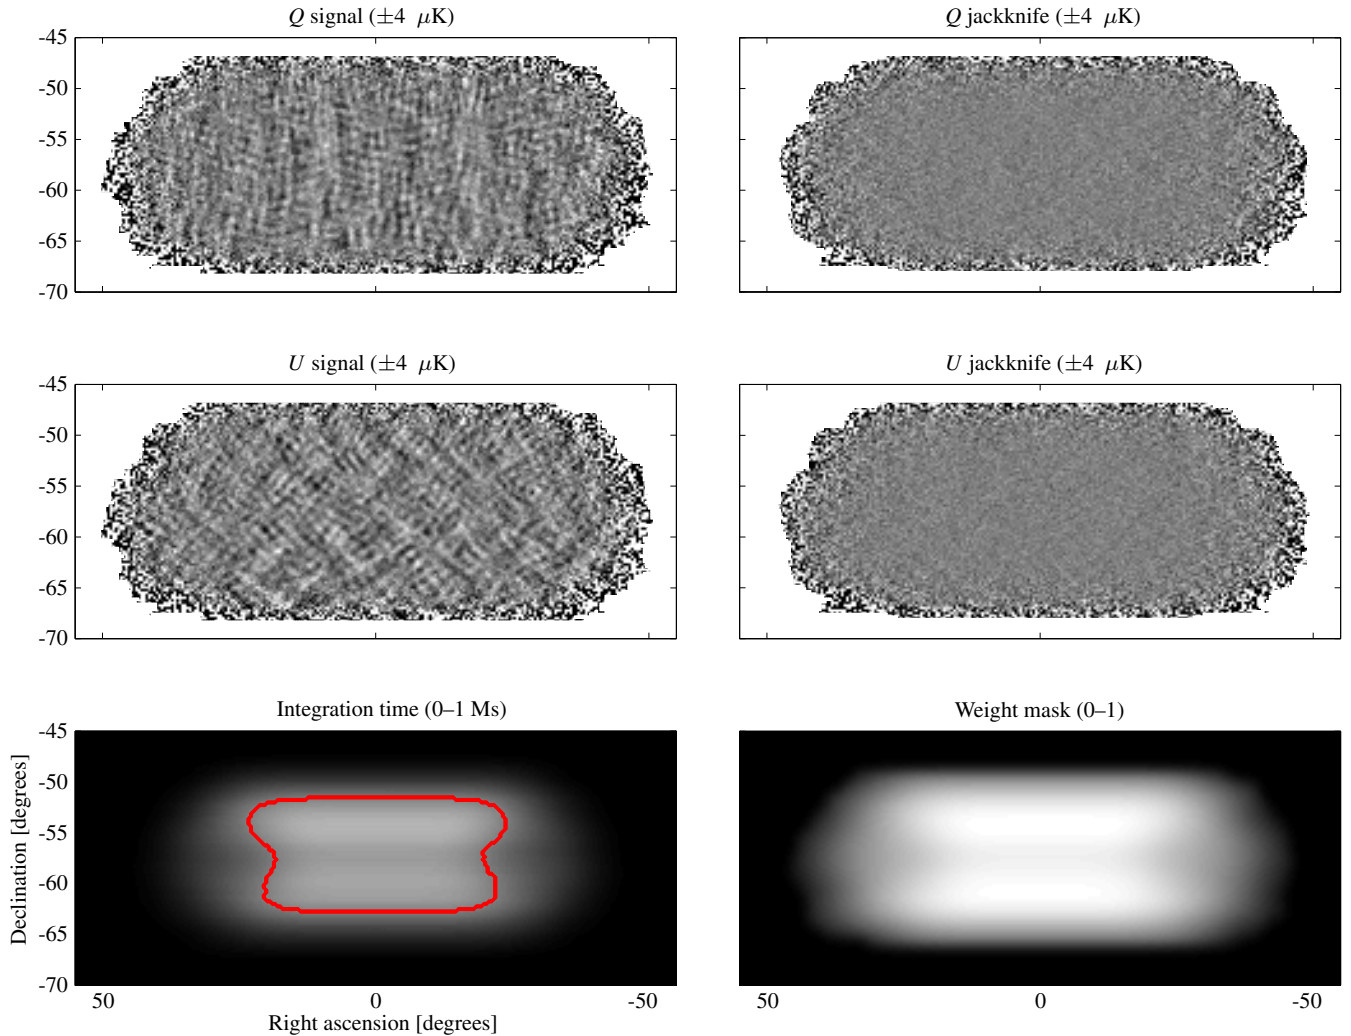 Q signal (±4 μK)
Q jackknife (±4 μK)
-45
-50
-55
-60
-65
-70
U signal (±4 μK)
U jackknife (±4 μK)
-45
-50
-55
-60
-65
-70
Integration time (0–1 Ms)
Weight mask (0–1)
-45
-50
-55
-60
-65
-70
Declination [degrees]
50 0 -50
50 0 -50
Right ascension [degrees]